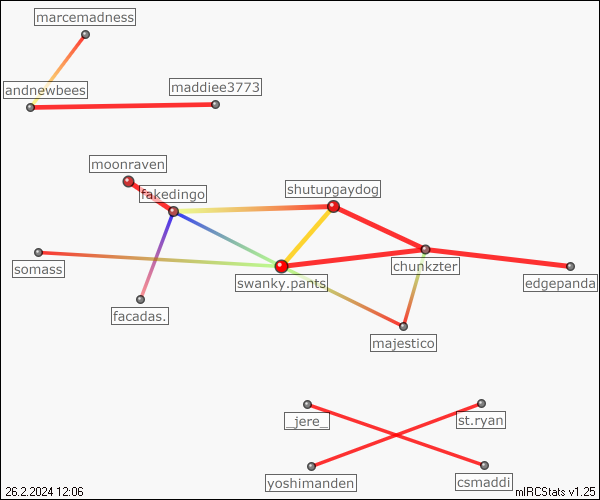 marcemadness
andnewbees
maddiee3773
moonraven
fakedingo
shutupgaydog
somass
swanky.pants
chunkzter
edgepanda
facadas.
majestico
_jere_
st.ryan
yoshimanden
csmaddi
26.2.2024 12:06
mIRCStats v1.25